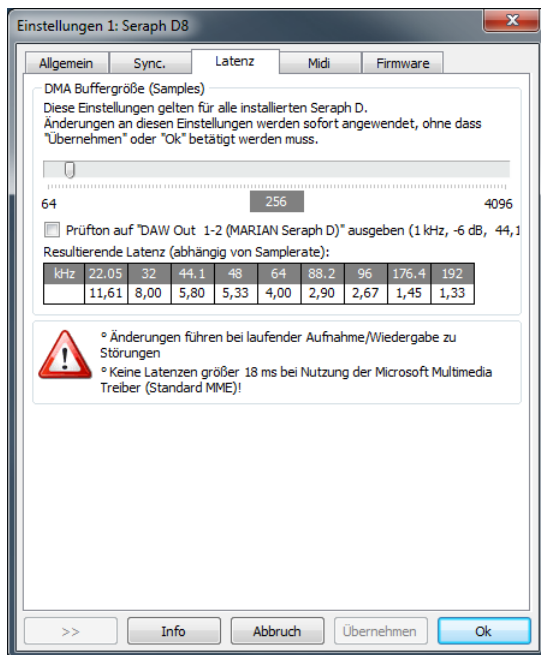 Einstellungen 1: Seraph D8
Allgemein Sync. Latenz Midi Firmware
DMA Buffergröße (Samples)
Diese Einstellungen gelten für alle installierten Seraph D.
Änderungen an diesen Einstellungen werden sofort angewendet, ohne dass
"Übernehmen" oder "Ok" betätigt werden muss.
64 256 4096
Prüfton auf "DAW Out 1-2 (MARIAN Seraph D)" ausgeben (1 kHz, -6 dB, 44,1
Resultierende Latenz (abhängig von Samplerate):
kHz 22.05 32 44.1 48 64 88.2 96 176.4 192
11,61 8,00 5,80 5,33 4,00 2,90 2,67 1,45 1,33
° Änderungen führen bei laufender Aufnahme/Wiedergabe zu
Störungen
° Keine Latenzen größer 18 ms bei Nutzung der Microsoft Multimedia
Treiber (Standard MME)!
>> Info Abbruch Übernehmen Ok